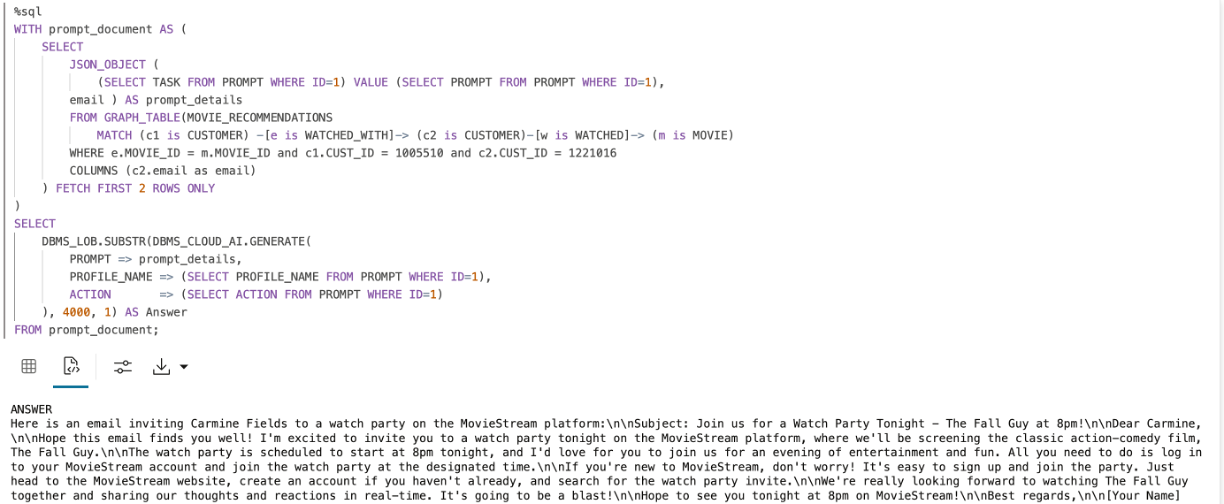 %sql
WITH prompt_document AS (
SELECT
JSON_OBJECT (
(SELECT TASK FROM PROMPT WHERE ID=1) VALUE (SELECT PROMPT FROM PROMPT WHERE ID=1),
email ) AS prompt_details
FROM GRAPH_TABLE(MOVIE_RECOMMENDATIONS
MATCH (c1 is CUSTOMER) -[e is WATCHED_WITH]-> (c2 is CUSTOMER)-[w is WATCHED]-> (m is MOVIE)
WHERE e.MOVIE_ID = m.MOVIE_ID and c1.CUST_ID = 1005510 and c2.CUST_ID = 1221016
COLUMNS (c2.email as email)
) FETCH FIRST 2 ROWS ONLY
)
SELECT
DBMS_LOB.SUBSTR(DBMS_CLOUD_AI.GENERATE(
PROMPT => prompt_details,
PROFILE_NAME => (SELECT PROFILE_NAME FROM PROMPT WHERE ID=1),
ACTION => (SELECT ACTION FROM PROMPT WHERE ID=1)
), 4000, 1) AS Answer
FROM prompt_document;
ANSWER
Here is an email inviting Carmine Fields to a watch party on the MovieStream platform:\n\nSubject: Join us for a Watch Party Tonight - The Fall Guy at 8pm!\n\nDear Carmine,
\n\nHope this email finds you well! I'm excited to invite you to a watch party tonight on the MovieStream platform, where we'll be screening the classic action-comedy film,
The Fall Guy.\n\nThe watch party is scheduled to start at 8pm tonight, and I'd love for you to join us for an evening of entertainment and fun. All you need to do is log in
to your MovieStream account and join the watch party at the designated time.\n\nIf you're new to MovieStream, don't worry! It's easy to sign up and join the party. Just
head to the MovieStream website, create an account if you haven't already, and search for the watch party invite.\n\nWe're really looking forward to watching The Fall Guy
together and sharing our thoughts and reactions in real-time. It's going to be a blast!\n\nHope to see you tonight at 8pm on MovieStream!\n\nBest regards,\n\n[Your Name]